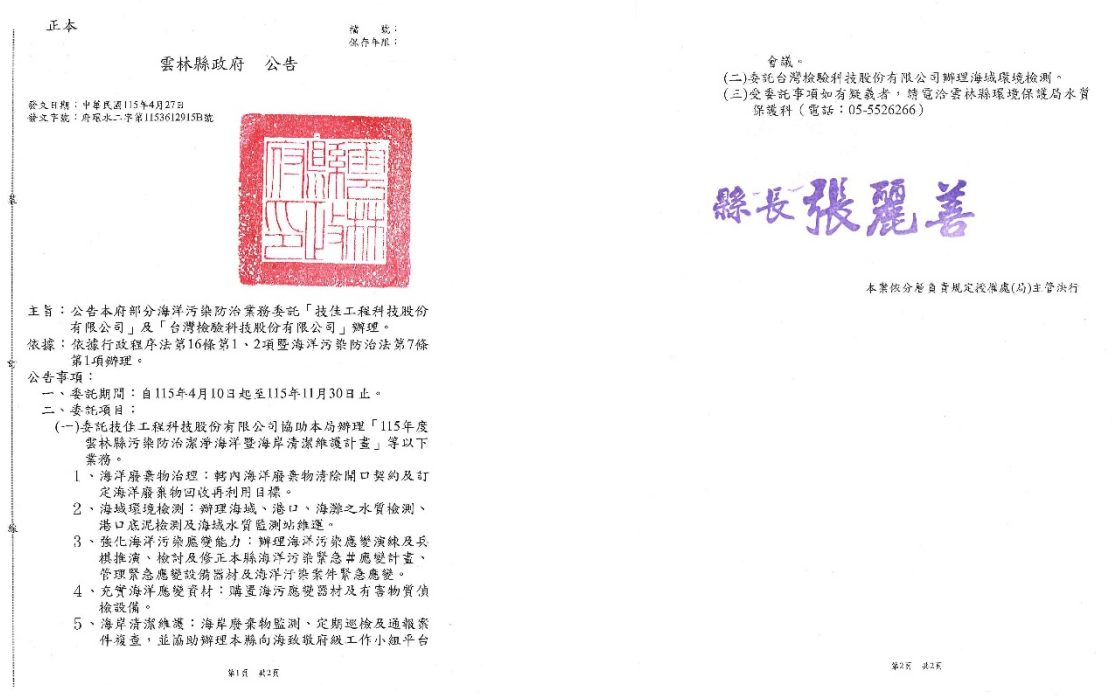 正本
檔　　號：
保存年限：
雲林縣政府　公告
發文日期：中華民國115年4月27日
發文字號：府環水二字第1153612915B號
雲林縣政府印
裝
訂
線
主旨：公告本府部分海洋污染防治業務委託「技佳工程科技股份
有限公司」及「台灣檢驗科技股份有限公司」辦理。
依據：依據行政程序法第16條第1、2項暨海洋污染防治法第7條
第1項辦理。
公告事項：
一、委託期間：自115年4月10日起至115年11月30日止。
二、委託項目：
(一)委託技佳工程科技股份有限公司協助本局辦理「115年度
雲林縣污染防治潔淨海洋暨海岸清潔維護計畫」等以下
業務。
1、海洋廢棄物治理：轄內海洋廢棄物清除開口契約及訂
定海洋廢棄物回收再利用目標。
2、海域環境檢測：辦理海域、港口、海灘之水質檢測、
港口底泥檢測及海域水質監測站維運。
3、強化海洋污染應變能力：辦理海洋污染應變演練及兵
棋推演、檢討及修正本縣海洋污染緊急#應變計畫、
管理緊急應變設備器材及海洋汙染案件緊急應變。
4、充實海洋應變資材：購置海污應變器材及有害物質偵
檢設備。
5、海岸清潔維護：海岸廢棄物監測、定期巡檢及通報案
件複查，並協助辦理本縣向海致敬府級工作小組平台
第1頁　共2頁
會議。
(二)委託台灣檢驗科技股份有限公司辦理海域環境檢測。
(三)受委託事項如有疑義者，請電洽雲林縣環境保護局水質
保護科（電話：05-5526266）
縣長張麗善
本案依分層負責規定授權處(局)主管決行
第2頁　共2頁